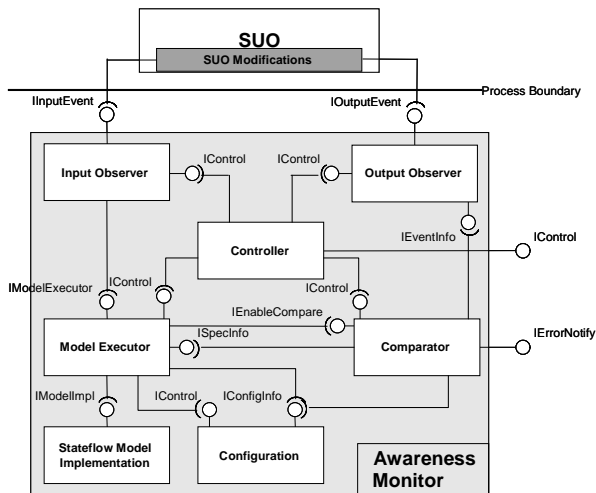 SUO
SUO Modifications
Process Boundary
IInputEvent
IOutputEvent
Input Observer
IControl
IControl
Output Observer
Controller
IEventInfo
IControl
IModelExecutor
IControl
IControl
IEnableCompare
Model Executor
ISpecInfo
Comparator
IErrorNotify
IModelImpl
IControl
IConfigInfo
Stateflow Model
Implementation
Configuration
Awareness
Monitor